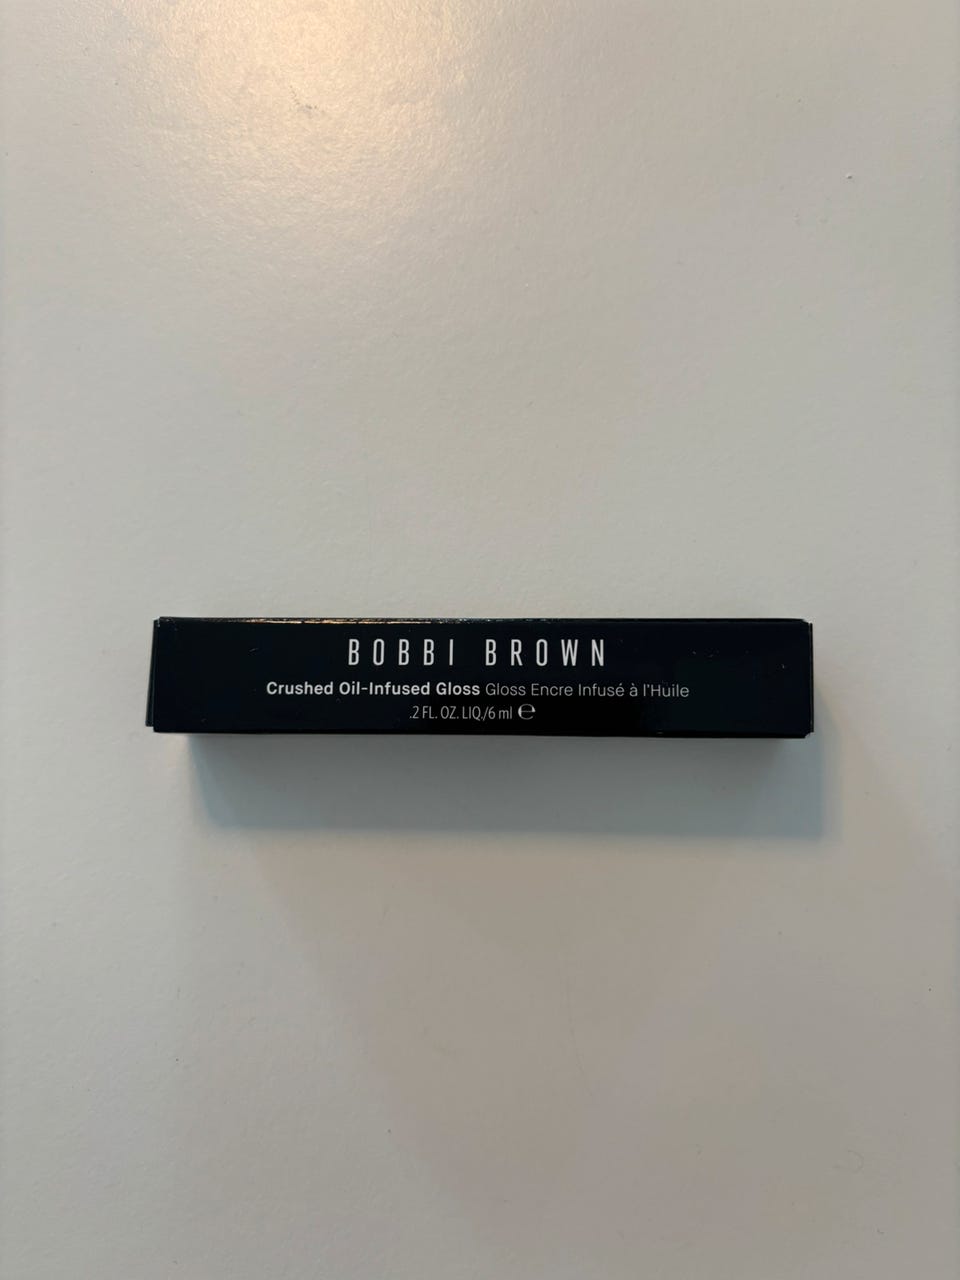 BOBBI BROWN
Crushed Oil-Infused Gloss Gloss Encre Infusé à l'Huile
.2 FL. OZ. LIQ./6 ml ℮